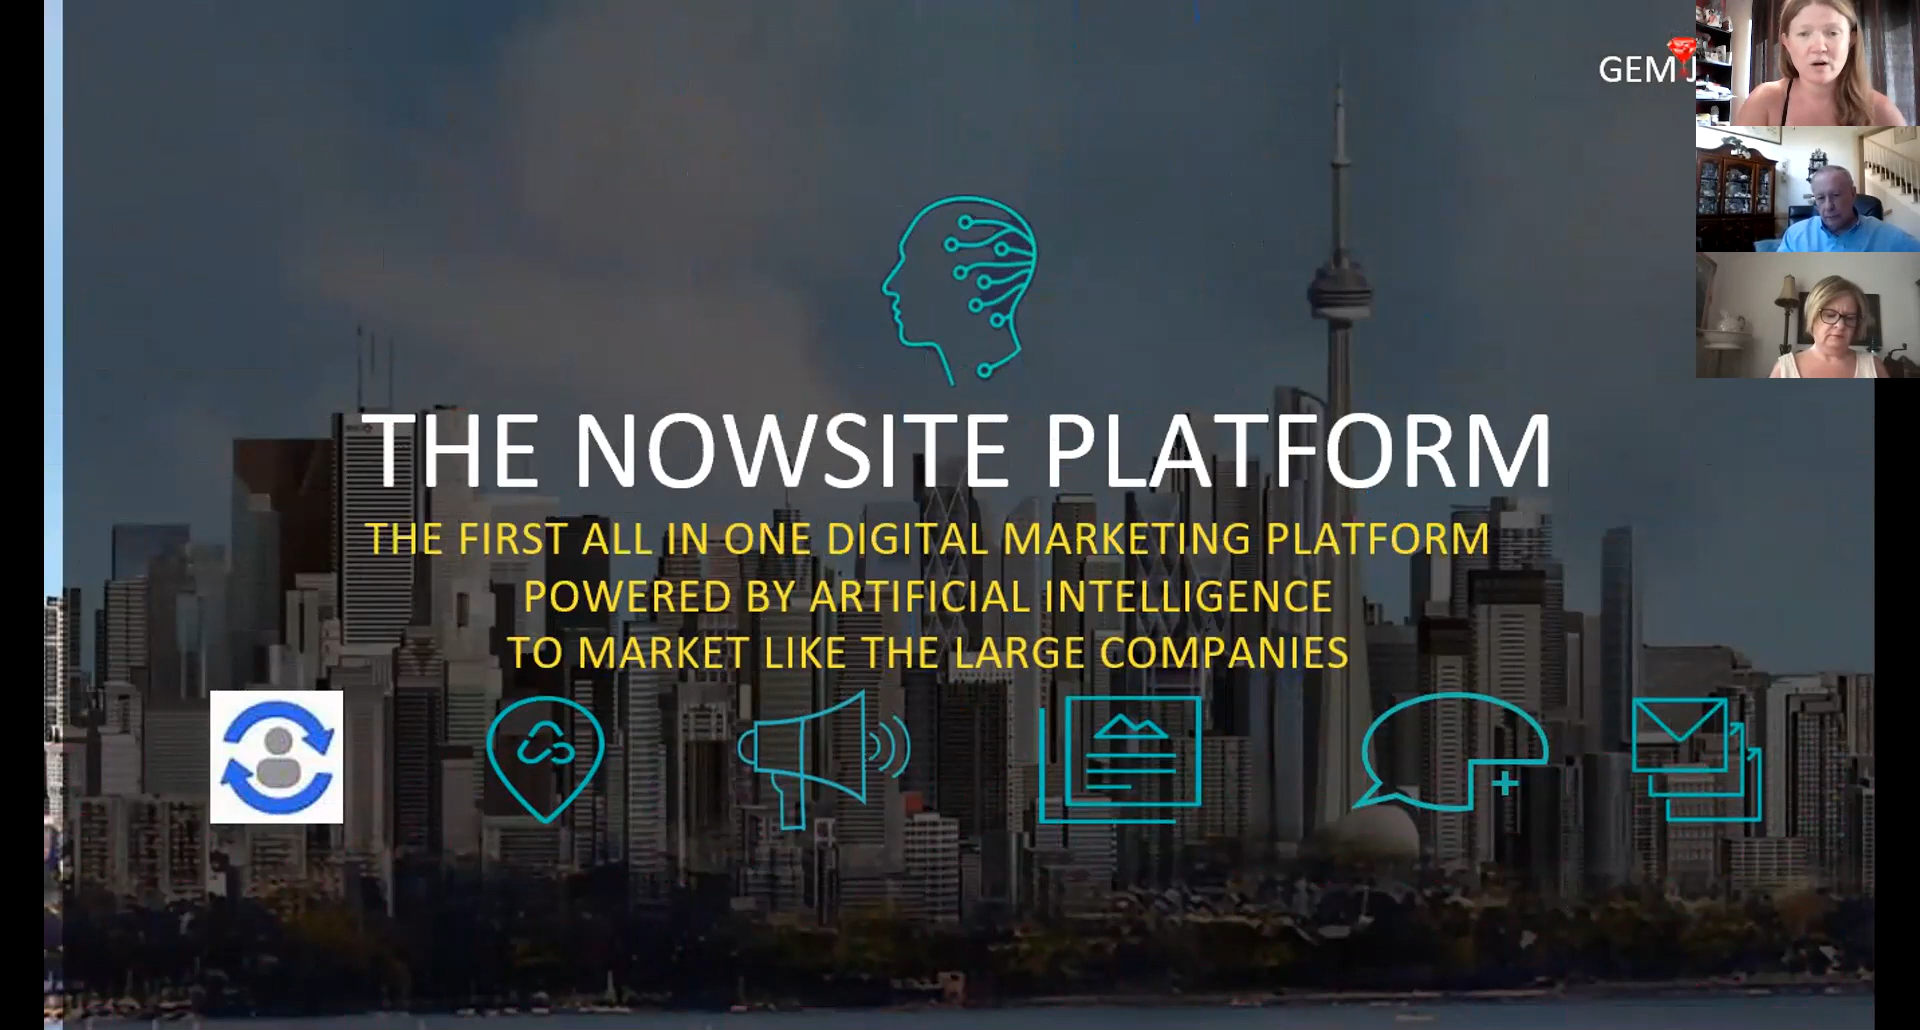 GEM
THE NOWSITE PLATFORM
THE FIRST ALL IN ONE DIGITAL MARKETING PLATFORM
POWERED BY ARTIFICIAL INTELLIGENCE
TO MARKET LIKE THE LARGE COMPANIES